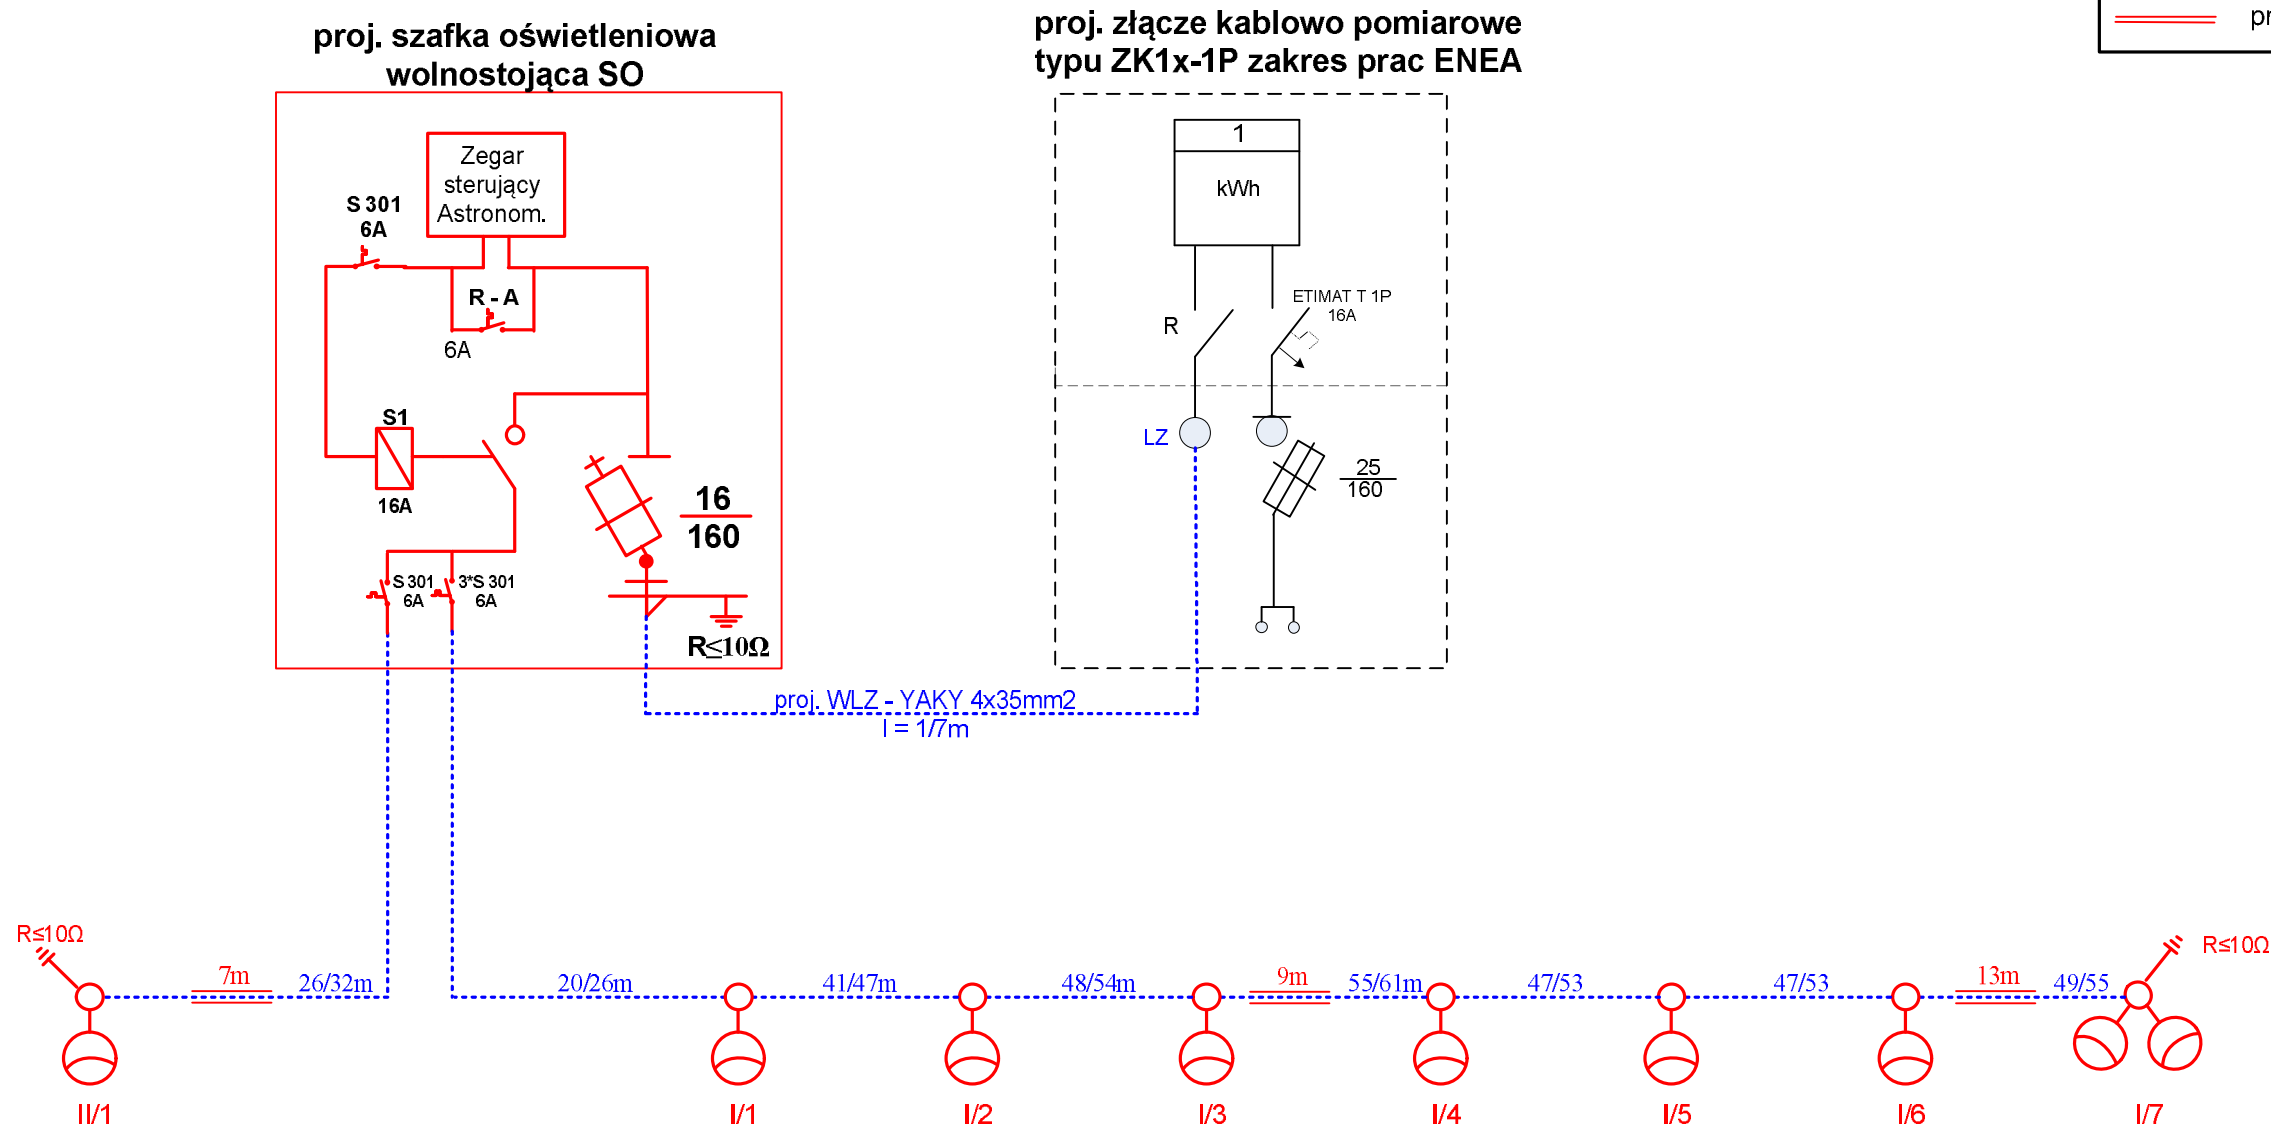 proj. szafka oświetleniowa
wolnostojąca SO
proj. złącze kablowo pomiarowe
typu ZK1x-1P zakres prac ENEA
Zegar
sterujący
Astronom.
S 301
6A
R - A
6A
S1
16A
16
160
S 301
6A
3*S 301
6A
R≤10Ω
1
kWh
R
ETIMAT T 1P
16A
LZ
25
160
proj. WLZ - YAKY 4x35mm2
l = 1/7m
R≤10Ω
7m
26/32m
20/26m
41/47m
48/54m
9m
55/61m
47/53
47/53
13m
49/55
R≤10Ω
II/1
I/1
I/2
I/3
I/4
I/5
I/6
I/7